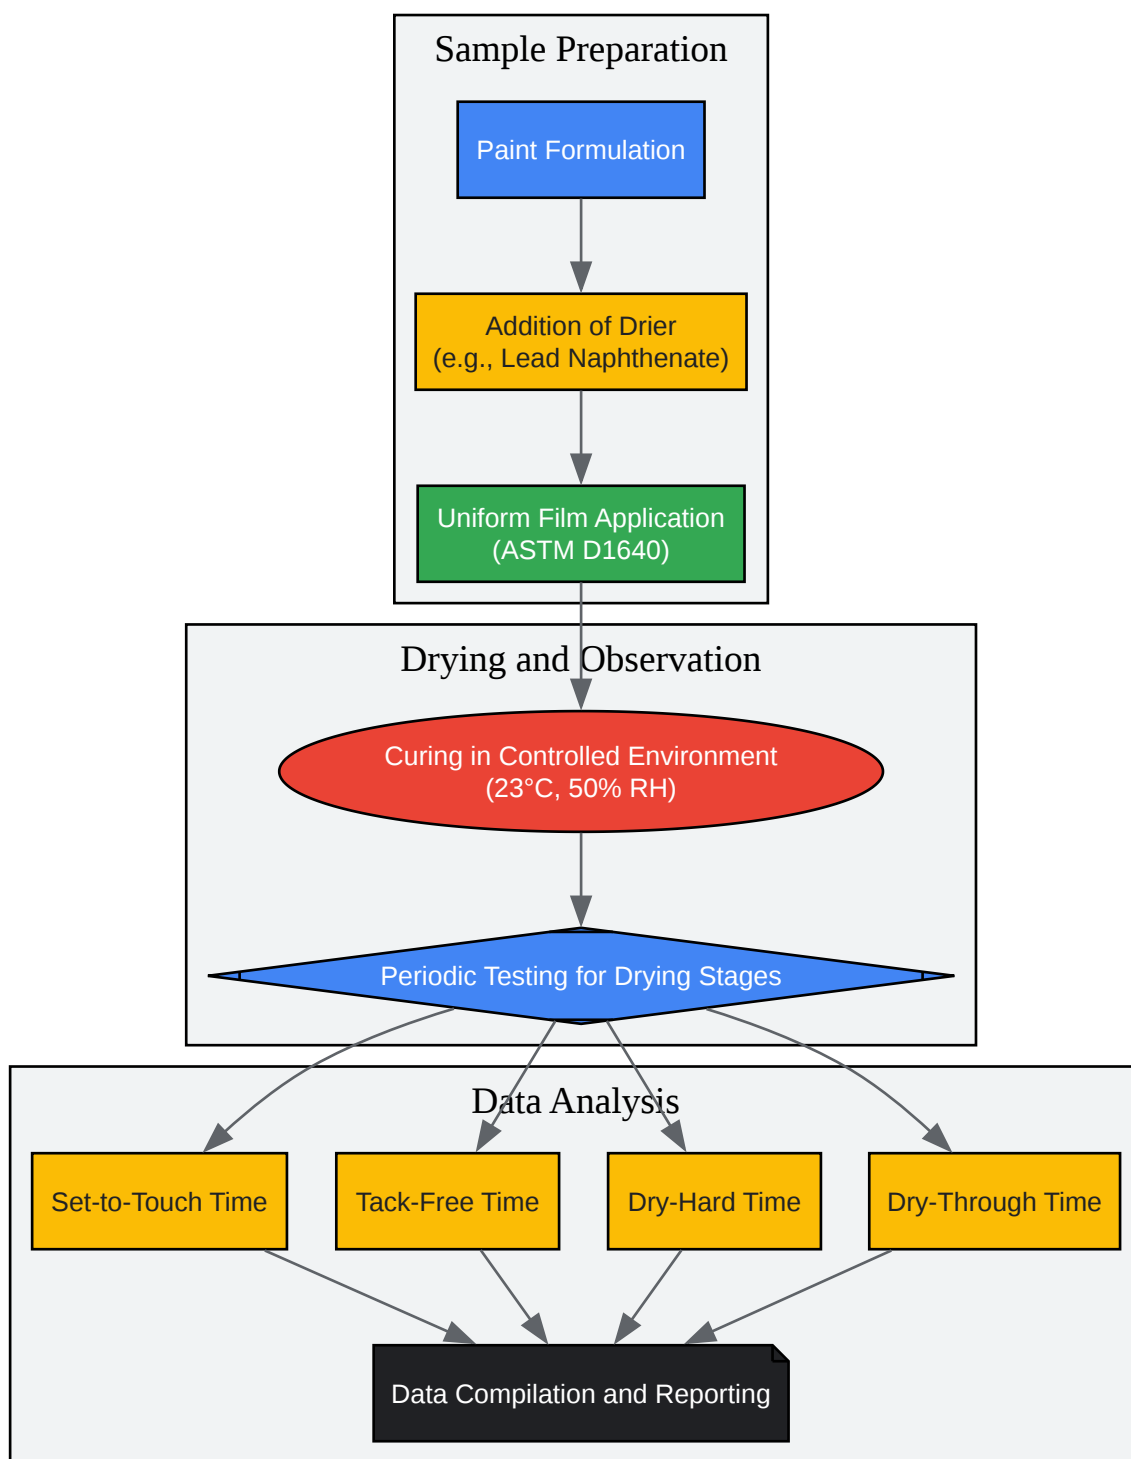 Sample Preparation
Paint Formulation
Addition of Drier
(e.g., Lead Naphthenate)
Uniform Film Application
(ASTM D1640)
Drying and Observation
Curing in Controlled Environment
(23°C, 50% RH)
Periodic Testing for Drying Stages
Data Analysis
Set-to-Touch Time
Tack-Free Time
Dry-Hard Time
Dry-Through Time
Data Compilation and Reporting